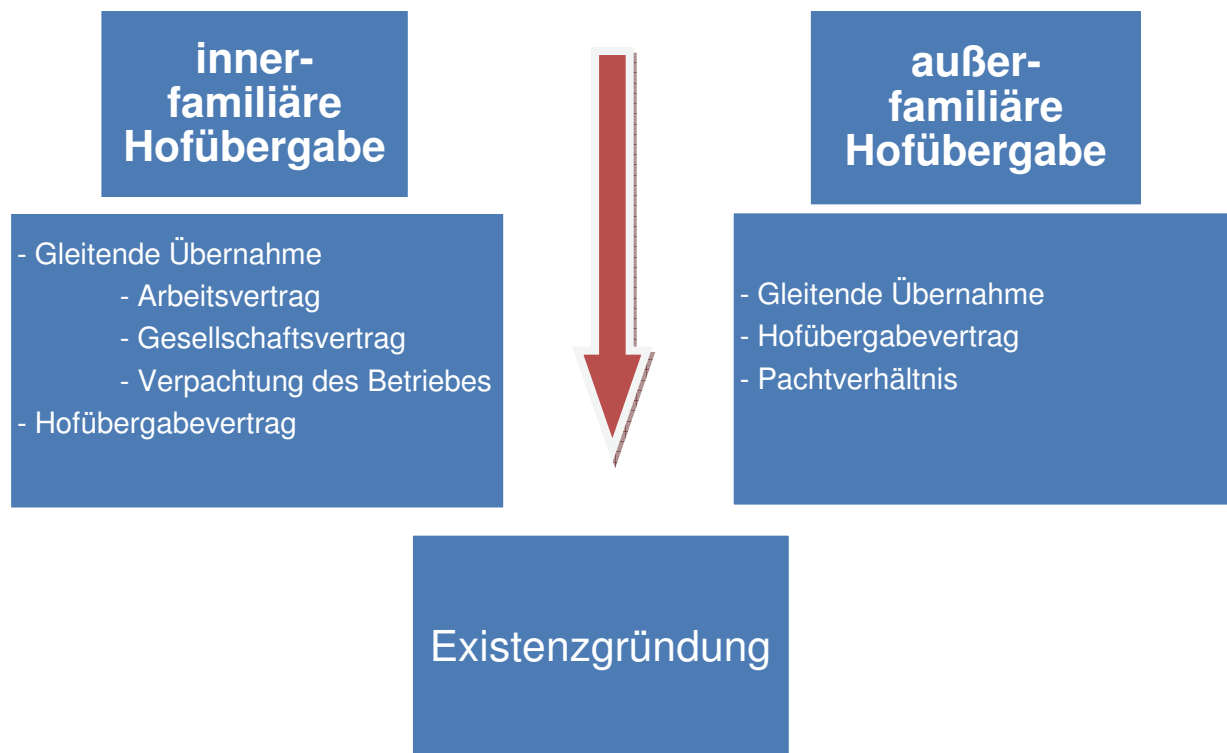 inner-
familiäre
Hofübergabe
- Gleitende Übernahme
- Arbeitsvertrag
- Gesellschaftsvertrag
- Verpachtung des Betriebes
- Hofübergabevertrag
außer-
familiäre
Hofübergabe
- Gleitende Übernahme
- Hofübergabevertrag
- Pachtverhältnis
Existenzgründung